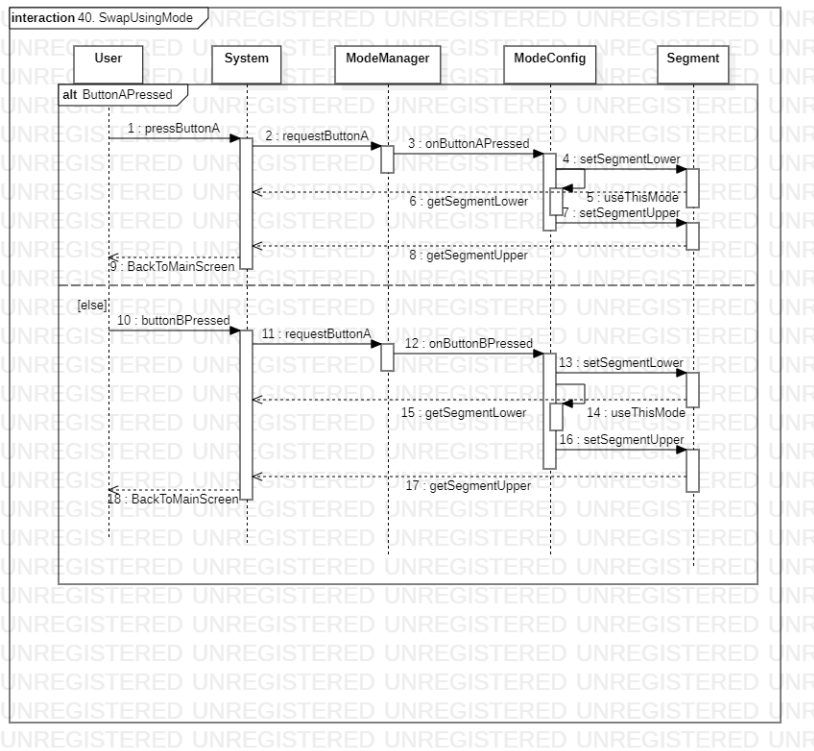 interaction 40. SwapUsingMode
User
System
ModeManager
ModeConfig
Segment
alt ButtonAPressed
1 : pressButtonA
2 : requestButtonA
3 : onButtonAPressed
4 : setSegmentLower
5 : useThisMode
6 : getSegmentLower
7 : setSegmentUpper
8 : getSegmentUpper
9 : BackToMainScreen
[else]
10 : buttonBPressed
11 : requestButtonA
12 : onButtonBPressed
13 : setSegmentLower
14 : useThisMode
15 : getSegmentLower
16 : setSegmentUpper
17 : getSegmentUpper
18 : BackToMainScreen
UNREGISTERED